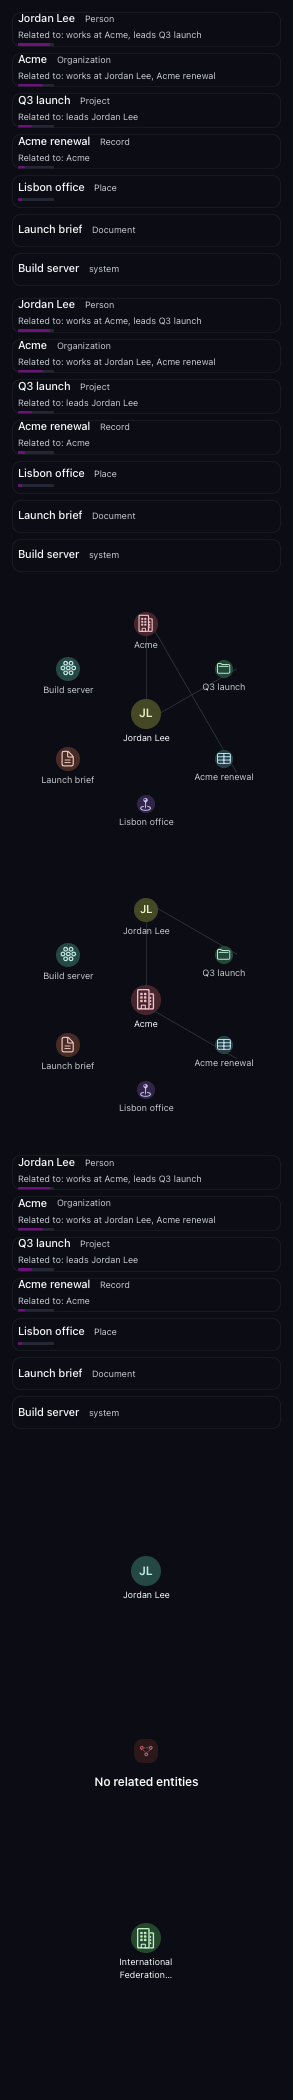 Jordan Lee Person
Related to: works at Acme, leads Q3 launch
Acme Organization
Related to: works at Jordan Lee, Acme renewal
Q3 launch Project
Related to: leads Jordan Lee
Acme renewal Record
Related to: Acme
Lisbon office Place
Launch brief Document
Build server system
Jordan Lee Person
Related to: works at Acme, leads Q3 launch
Acme Organization
Related to: works at Jordan Lee, Acme renewal
Q3 launch Project
Related to: leads Jordan Lee
Acme renewal Record
Related to: Acme
Lisbon office Place
Launch brief Document
Build server system
Acme
Build server
Q3 launch
JL
Jordan Lee
Launch brief
Acme renewal
Lisbon office
JL
Jordan Lee
Build server
Q3 launch
Acme
Launch brief
Acme renewal
Lisbon office
Jordan Lee Person
Related to: works at Acme, leads Q3 launch
Acme Organization
Related to: works at Jordan Lee, Acme renewal
Q3 launch Project
Related to: leads Jordan Lee
Acme renewal Record
Related to: Acme
Lisbon office Place
Launch brief Document
Build server system
JL
Jordan Lee
No related entities
International
Federation...